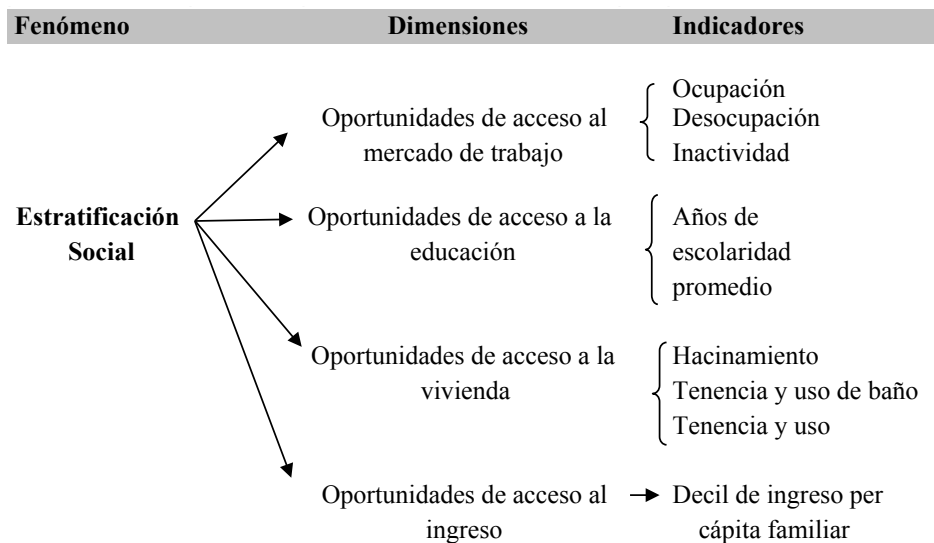 Fenómeno Dimensiones Indicadores
Oportunidades de acceso al
mercado de trabajo
Ocupación
Desocupación
Inactividad
Estratificación
Social
Oportunidades de acceso a la
educación
Años de
escolaridad
promedio
Oportunidades de acceso a la
vivienda
Hacinamiento
Tenencia y uso de baño
Tenencia y uso
Oportunidades de acceso al
ingreso
Decil de ingreso per
cápita familiar